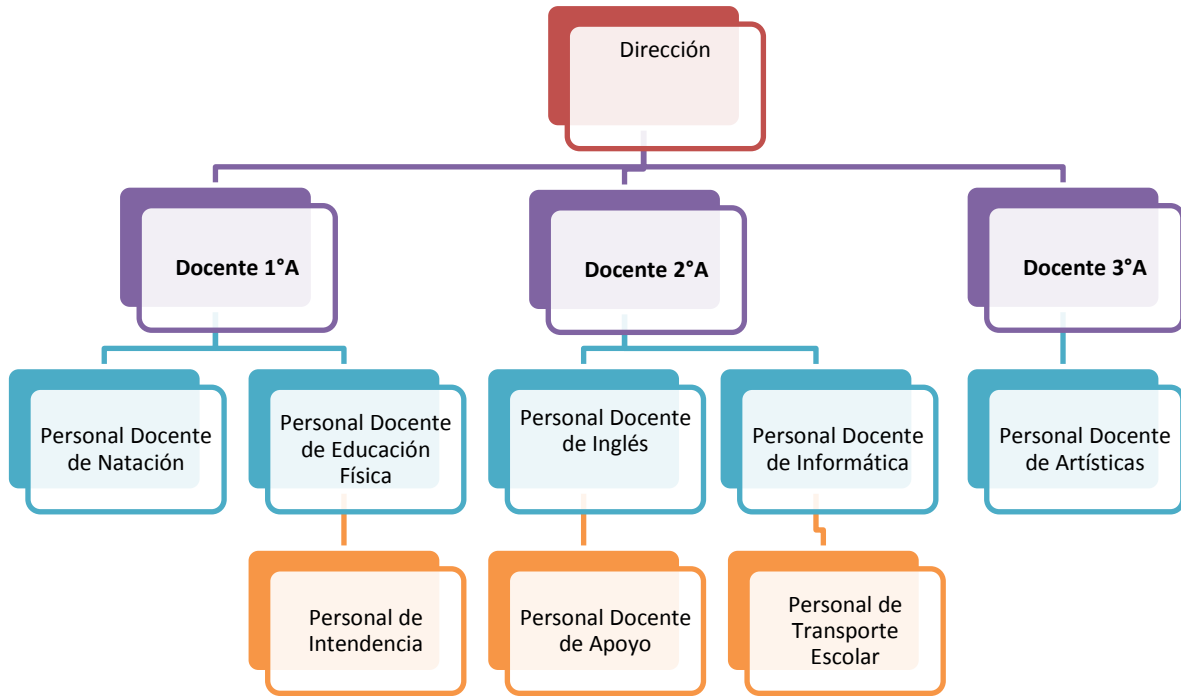 Dirección
Docente 1°A
Docente 2°A
Docente 3°A
Personal Docente
de Natación
Personal Docente
de Educación
Física
Personal Docente
de Inglés
Personal Docente
de Informática
Personal Docente
de Artísticas
Personal de
Intendencia
Personal Docente
de Apoyo
Personal de
Transporte
Escolar